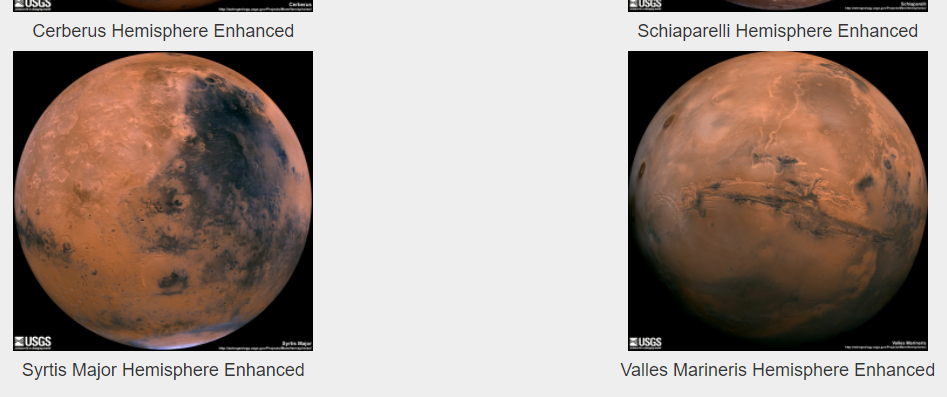 USGS
Cerberus
Schiaparelli
Cerberus Hemisphere Enhanced
Schiaparelli Hemisphere Enhanced
USGS
Syrtis Major
USGS
Valles Marineris
Syrtis Major Hemisphere Enhanced
Valles Marineris Hemisphere Enhanced